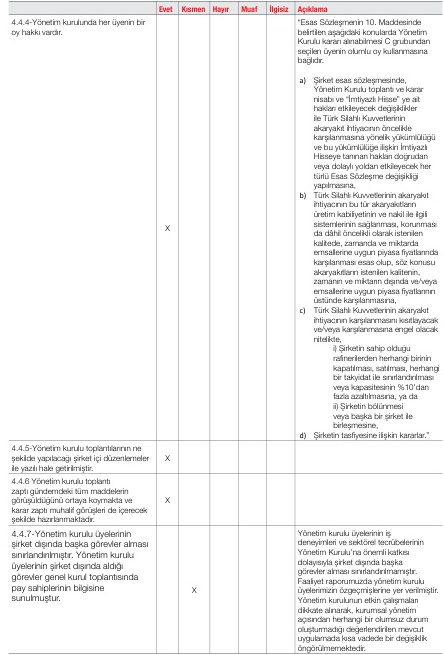 Evet Kısmen Hayır Muaf İlgisiz Açıklama
4.4.4-Yönetim kurulunda her üyenin bir
oy hakkı vardır.
X
“Esas Sözleşmenin 10. Maddesinde
belirtilen aşağıdaki konularda Yönetim
Kurulu kararı alınabilmesi C grubundan
seçilen üyenin olumlu oy kullanmasına
bağlıdır.
a) Şirket esas sözleşmesinde,
Yönetim Kurulu toplantı ve karar
nisabı ve “İmtiyazlı Hisse” ye ait
hakları etkileyecek değişiklikler
ile Türk Silahlı Kuvvetlerinin
akaryakıt ihtiyacının öncelikle
karşılanmasına yönelik yükümlülüğü
ve bu yükümlülüğe ilişkin İmtiyazlı
Hisseye tanınan hakları doğrudan
veya dolaylı yoldan etkileyecek her
türlü Esas Sözleşme değişikliği
yapılmasına,
b) Türk Silahlı Kuvvetlerinin akaryakıt
ihtiyacının bu tür akaryakıtların
üretim kabiliyetinin ve nakil ile ilgili
sistemlerinin sağlanması, korunması
da dâhil öncelikli olarak istenilen
kalitede, zamanda ve miktarda
emsallerine uygun piyasa fiyatlarında
karşılanması esas olup, söz konusu
akaryakıtların istenilen kalitenin,
zamanın ve miktarın dışında ve/veya
emsallerine uygun piyasa fiyatlarının
üstünde karşılanmasına,
c) Türk Silahlı Kuvvetlerinin akaryakıt
ihtiyacının karşılanmasını kısıtlayacak
ve/veya karşılanmasına engel olacak
nitelikte,
i) Şirketin sahip olduğu
rafinerilerden herhangi birinin
kapatılması, satılması, herhangi
bir takyidat ile sınırlandırılması
veya kapasitesinin %10’dan
fazla azaltılmasına, ya da
ii) Şirketin bölünmesi
veya başka bir şirket ile
birleşmesine,
d) Şirketin tasfiyesine ilişkin kararlar.”
4.4.5-Yönetim kurulu toplantılarının ne
şekilde yapılacağı şirket içi düzenlemeler
ile yazılı hale getirilmiştir.
X
4.4.6 Yönetim kurulu toplantı
zaptı gündemdeki tüm maddelerin
görüşüldüğünü ortaya koymakta ve
karar zaptı muhalif görüşleri de içerecek
şekilde hazırlanmaktadır.
X
4.4.7-Yönetim kurulu üyelerinin
şirket dışında başka görevler alması
sınırlandırılmıştır. Yönetim kurulu
üyelerinin şirket dışında aldığı
görevler genel kurul toplantısında
pay sahiplerinin bilgisine
sunulmuştur.
X
Yönetim kurulu üyelerinin iş
deneyimleri ve sektörel tecrübelerinin
Yönetim Kurulu’na önemli katkısı
dolayısıyla şirket dışında başka
görevler alması sınırlandırılmamıştır.
Faaliyet raporumuzda yönetim kurulu
üyelerimizin özgeçmişlerine yer verilmiştir.
Yönetim kurulunun etkin çalışmaları
dikkate alınarak, kurumsal yönetim
açısından herhangi bir olumsuz durum
oluşturmadığı değerlendirilen mevcut
uygulamada kısa vadede bir değişiklik
öngörülmemektedir.